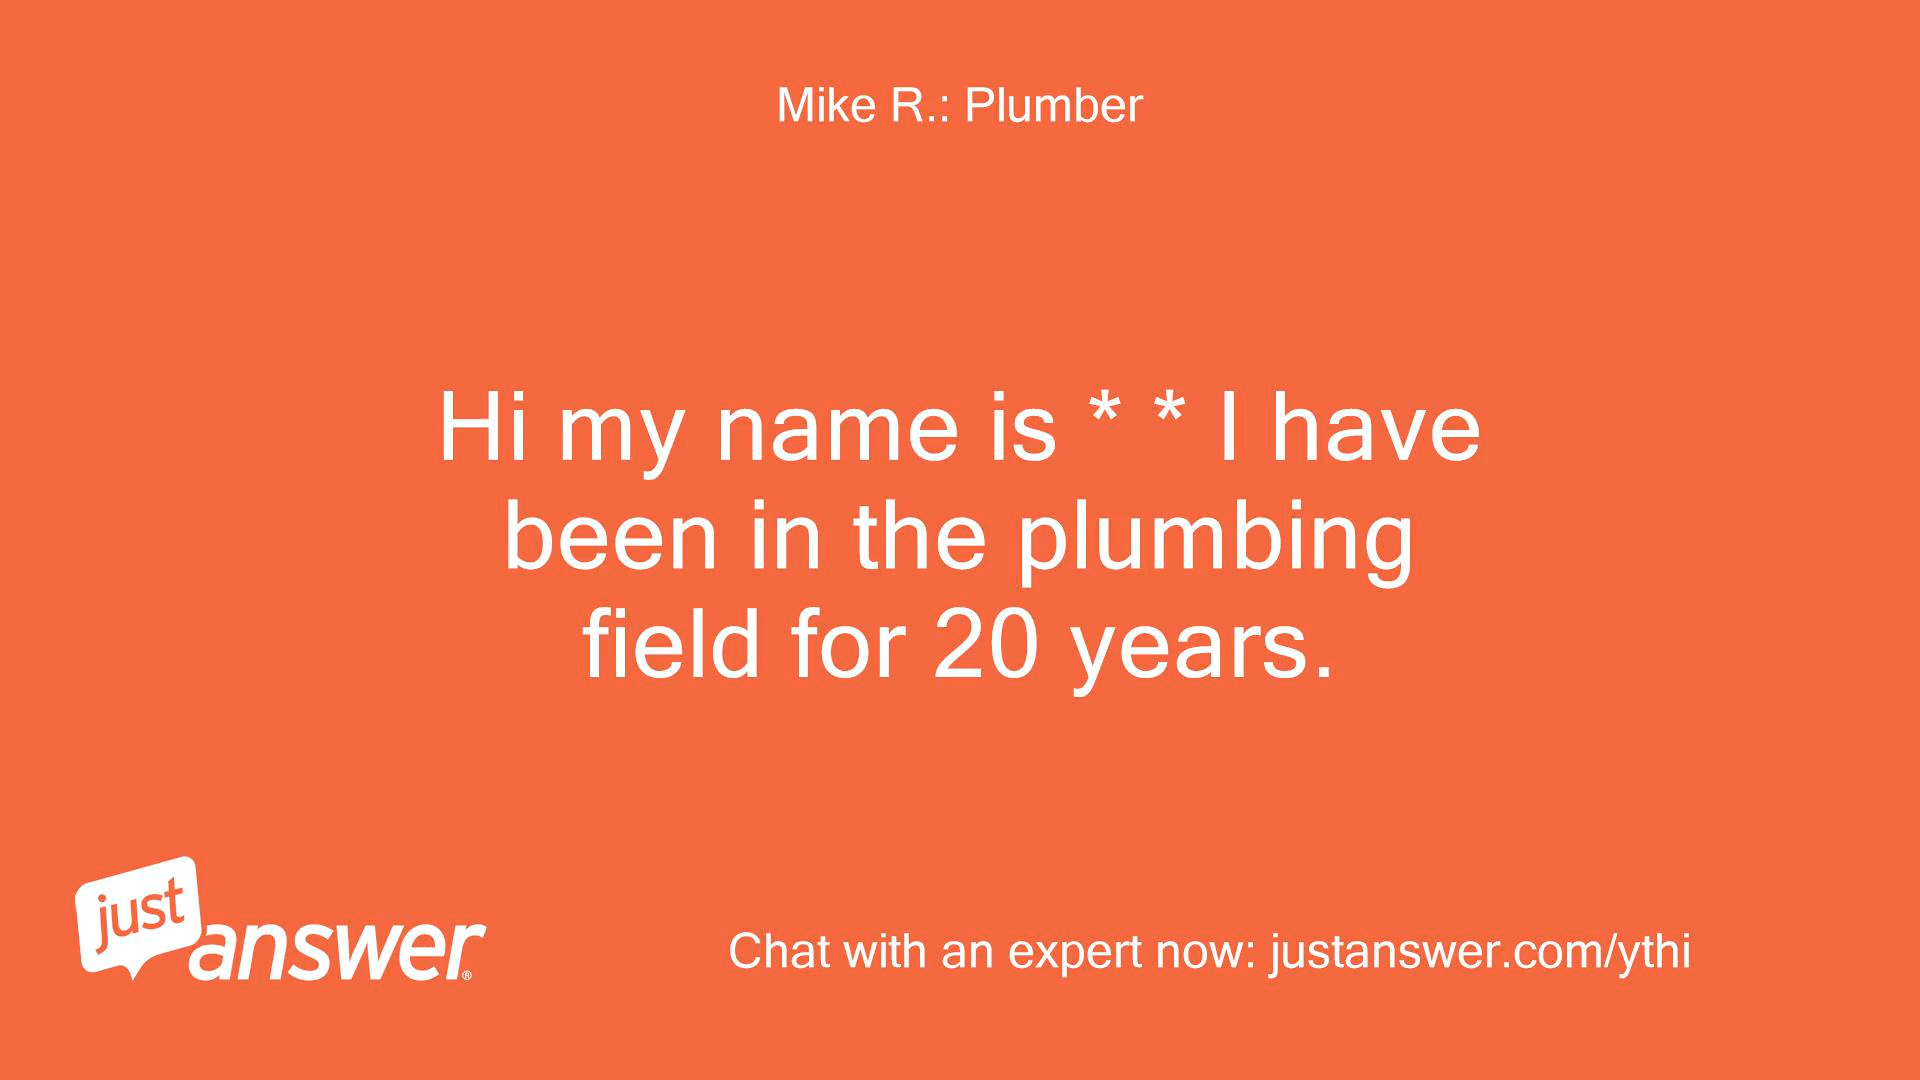 Mike R.: Plumber
Hi my name is * * I have
been in the plumbing
field for 20 years.
just
answer®
Chat with an expert now: justanswer.com/ythi